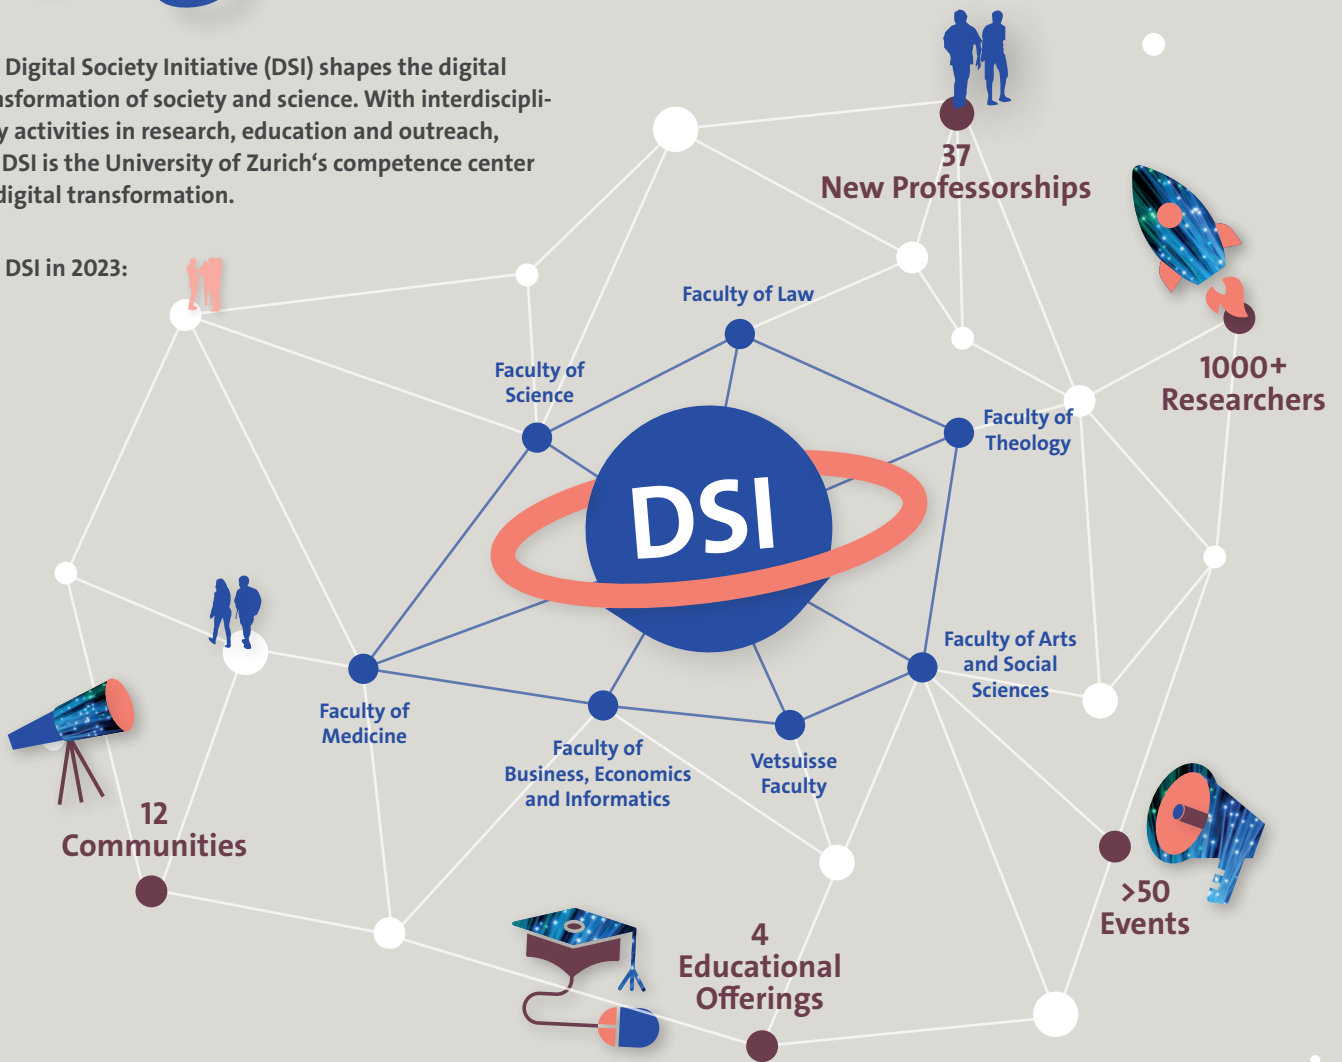 Digital Society Initiative (DSI) shapes the digital
nsformation of society and science. With interdiscipli-
y activities in research, education and outreach,
DSI is the University of Zurich‘s competence center
digital transformation.
DSI in 2023:
37
New Professorships
1000+
Researchers
Faculty of Law
Faculty of
Science
Faculty of
Theology
DSI
Faculty of Arts
and Social
Sciences
Faculty of
Medicine
Faculty of
Business, Economics
and Informatics
Vetsuisse
Faculty
12
Communities
>50
Events
4
Educational
Offerings